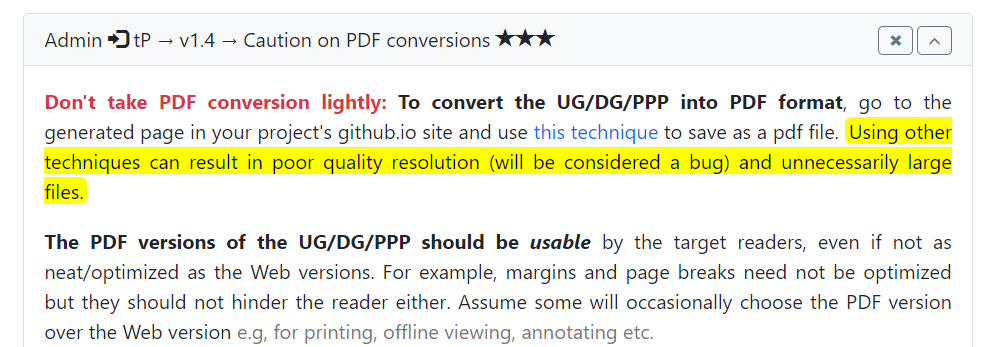 Admin tP → v1.4 → Caution on PDF conversions ★★★
Don't take PDF conversion lightly: To convert the UG/DG/PPP into PDF format, go to the
generated page in your project's github.io site and use this technique to save as a pdf file. Using other
techniques can result in poor quality resolution (will be considered a bug) and unnecessarily large
files.
The PDF versions of the UG/DG/PPP should be usable by the target readers, even if not as
neat/optimized as the Web versions. For example, margins and page breaks need not be optimized
but they should not hinder the reader either. Assume some will occasionally choose the PDF version
over the Web version e.g, for printing, offline viewing, annotating etc.